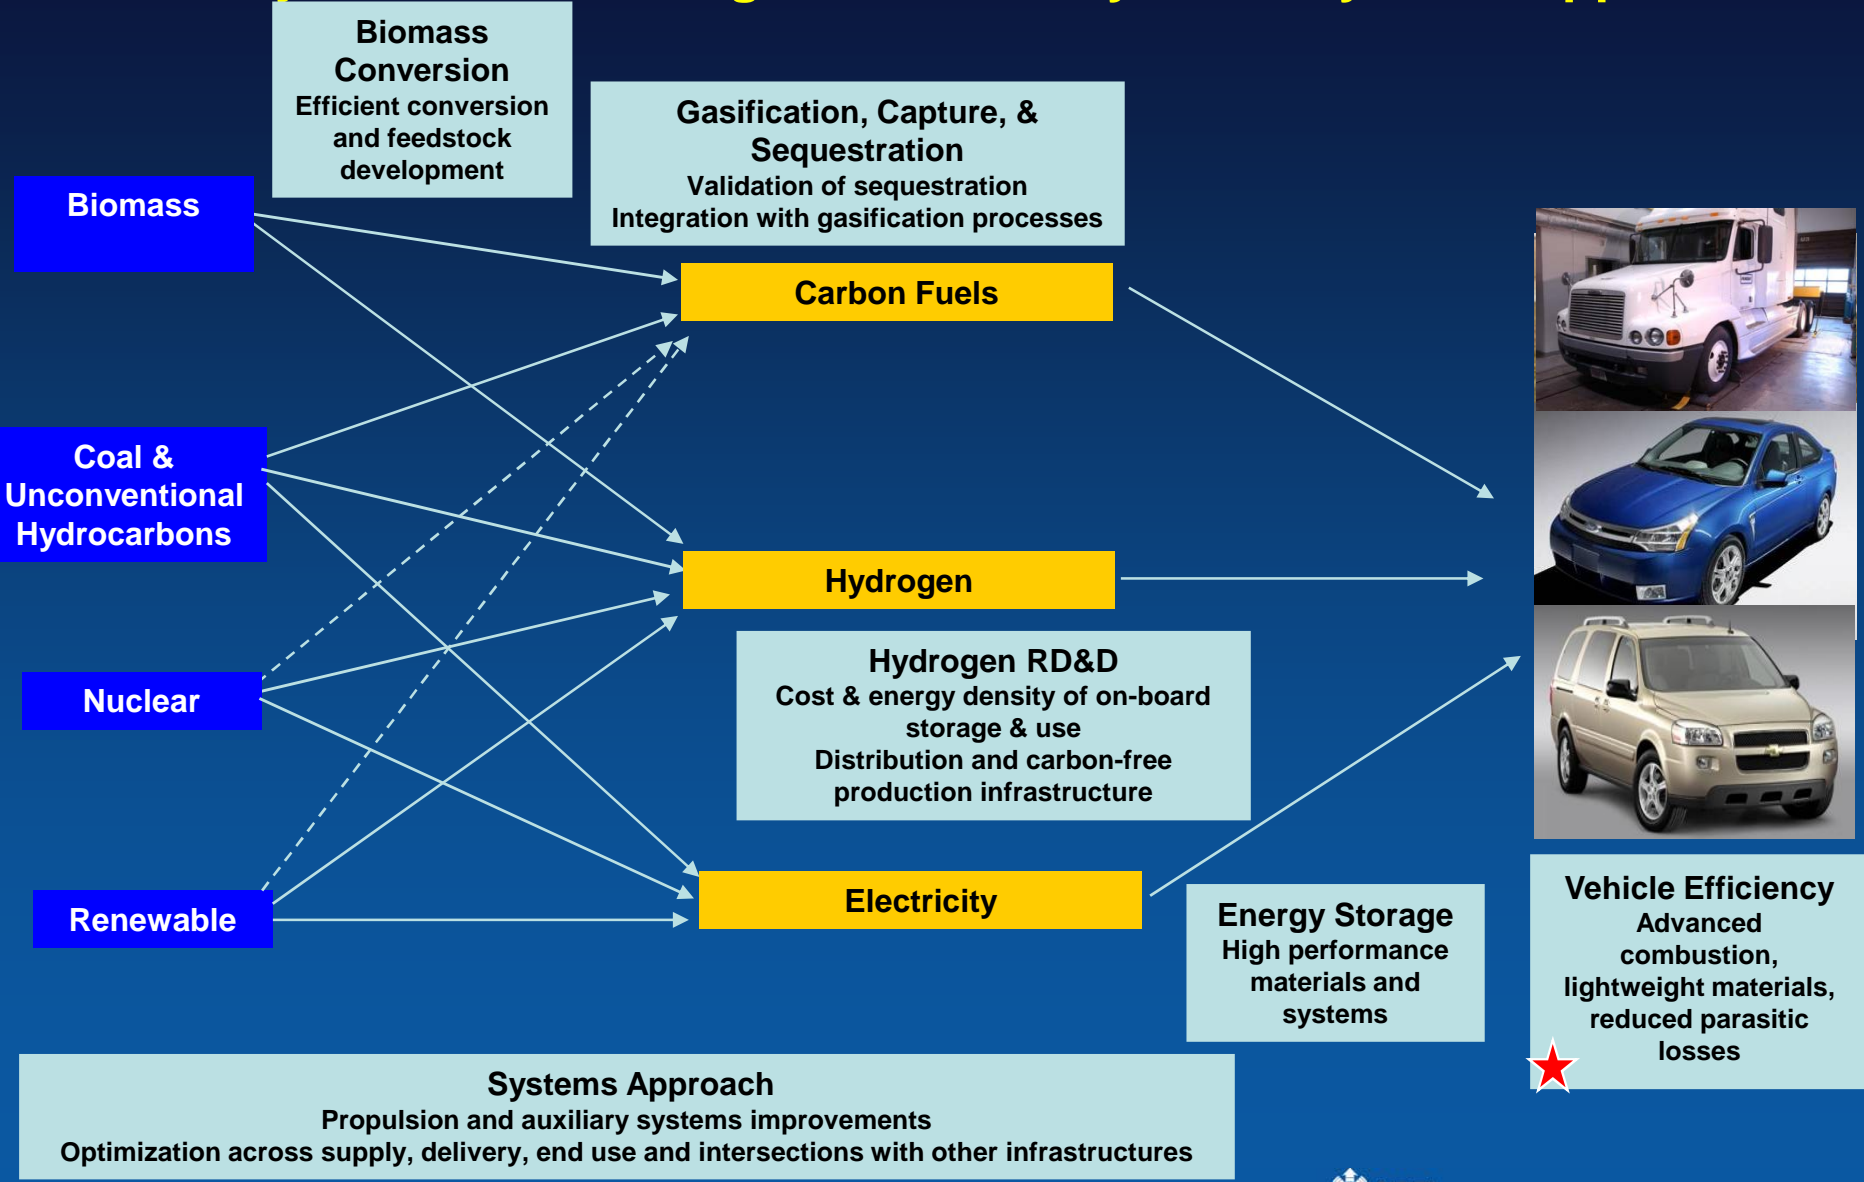 Biomass
Conversion
Efficient conversion
and feedstock
development
Gasification, Capture, &
Sequestration
Validation of sequestration
Integration with gasification processes
Biomass
Carbon Fuels
Coal &
Unconventional
Hydrocarbons
Hydrogen
Hydrogen RD&D
Cost & energy density of on-board
storage & use
Distribution and carbon-free
production infrastructure
Nuclear
Renewable
Electricity
Energy Storage
High performance
materials and
systems
Vehicle Efficiency
Advanced
combustion,
lightweight materials,
reduced parasitic
losses
Systems Approach
Propulsion and auxiliary systems improvements
Optimization across supply, delivery, end use and intersections with other infrastructures